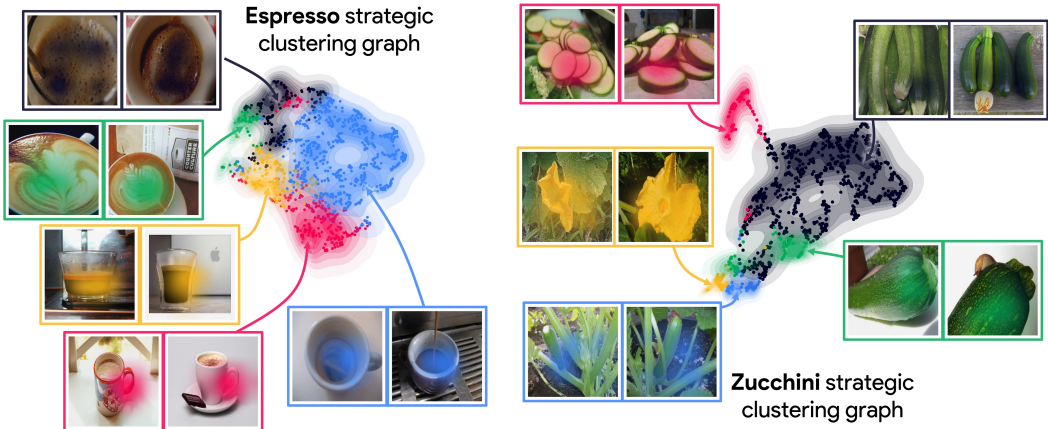 Espresso strategic
clustering graph
Zucchini strategic
clustering graph